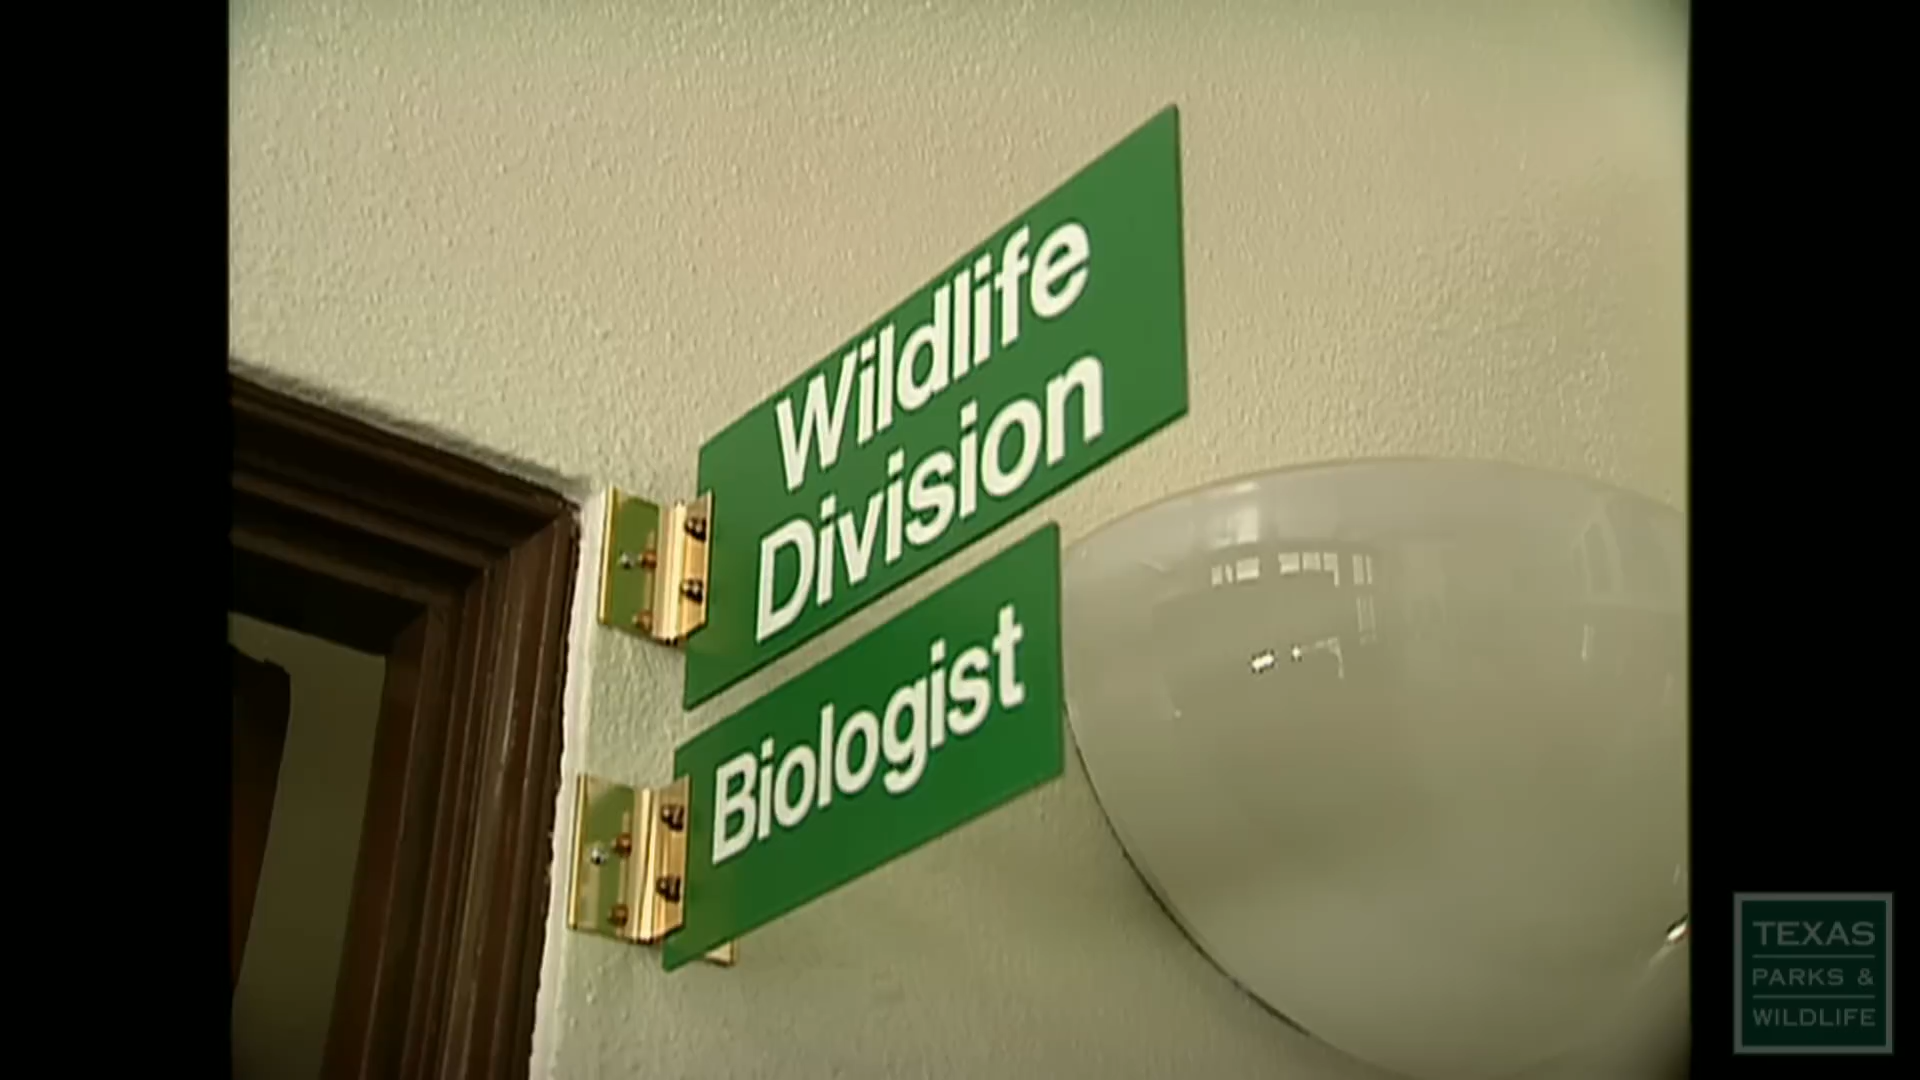 Wildlife
Division
Biologist
TEXAS
PARKS &
WILDLIFE